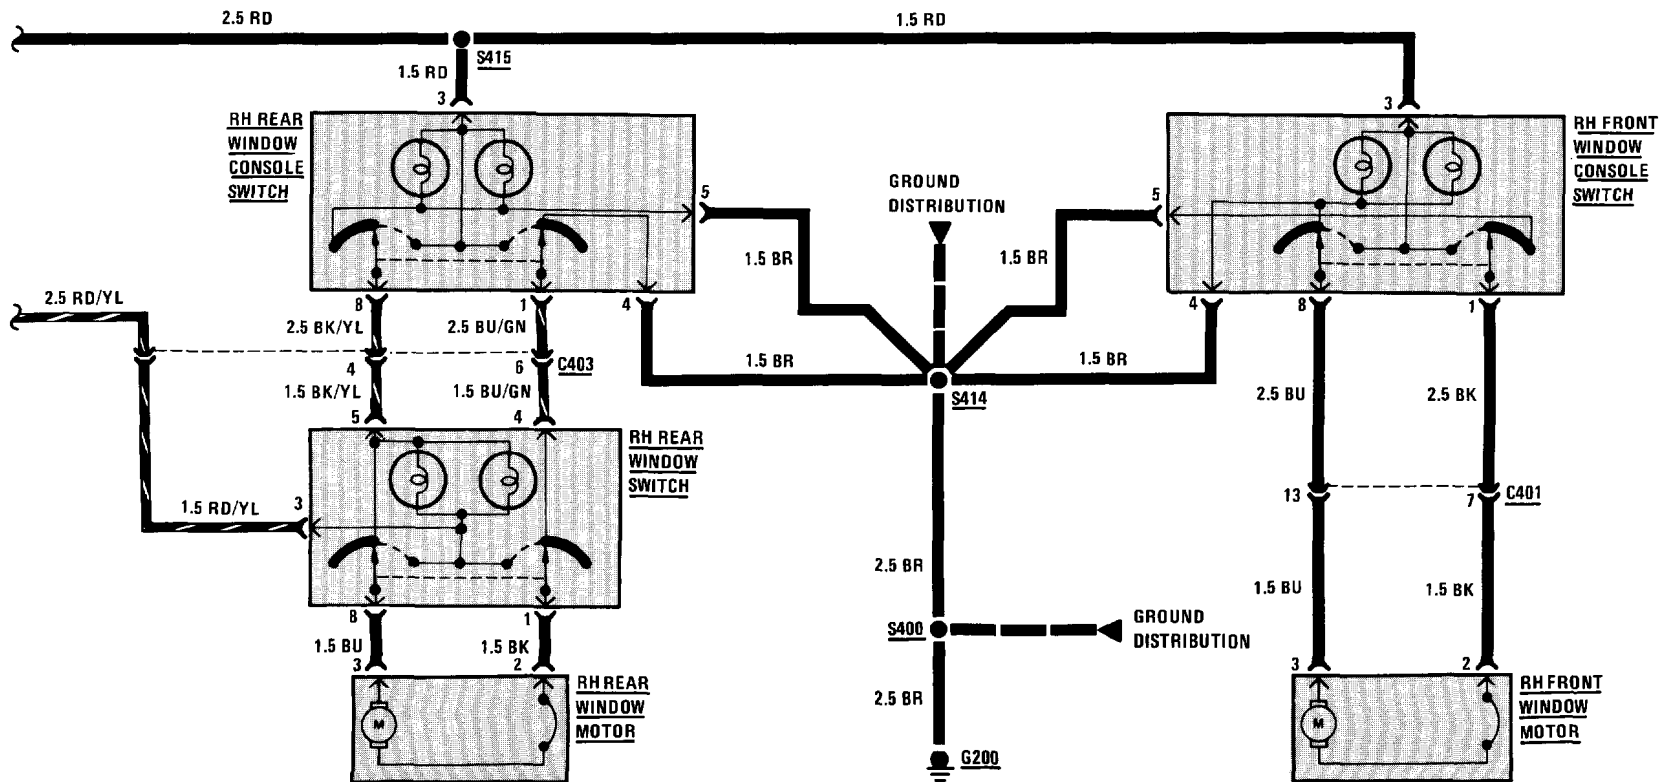 2.5 RD
1.5 RD
S415
1.5 RD
3
3
RH REAR
WINDOW
CONSOLE
SWITCH
RH FRONT
WINDOW
CONSOLE
SWITCH
5
GROUND
DISTRIBUTION
5
1.5 BR
1.5 BR
2.5 RD/YL
8
1
4
4
8
1
2.5 BK/YL
2.5 BU/GN
1.5 BR
1.5 BR
4
6
C403
1.5 BK/YL
1.5 BU/GN
S414
2.5 BU
2.5 BK
5
4
RH REAR
WINDOW
SWITCH
1.5 RD/YL
3
13
7
C401
2.5 BR
1.5 BU
1.5 BK
8
1
S400
GROUND
DISTRIBUTION
1.5 BU
1.5 BK
3
2
3
2
RH REAR
WINDOW
MOTOR
2.5 BR
RH FRONT
WINDOW
MOTOR
M
M
G200